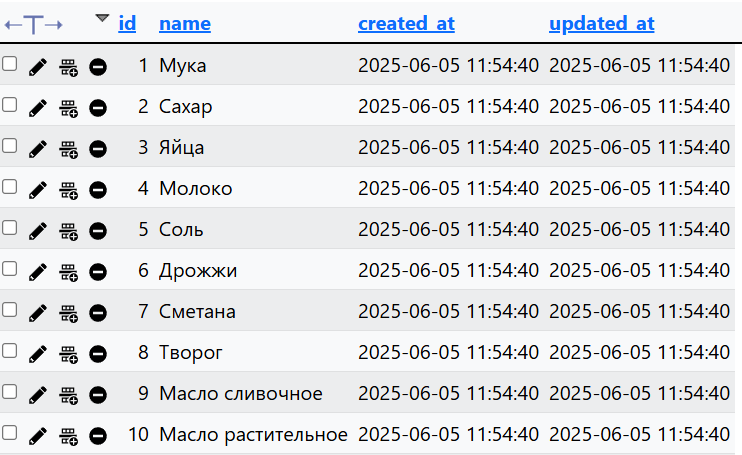 id name created_at updated_at
1 Мука 2025-06-05 11:54:40 2025-06-05 11:54:40
2 Сахар 2025-06-05 11:54:40 2025-06-05 11:54:40
3 Яйца 2025-06-05 11:54:40 2025-06-05 11:54:40
4 Молоко 2025-06-05 11:54:40 2025-06-05 11:54:40
5 Соль 2025-06-05 11:54:40 2025-06-05 11:54:40
6 Дрожжи 2025-06-05 11:54:40 2025-06-05 11:54:40
7 Сметана 2025-06-05 11:54:40 2025-06-05 11:54:40
8 Творог 2025-06-05 11:54:40 2025-06-05 11:54:40
9 Масло сливочное 2025-06-05 11:54:40 2025-06-05 11:54:40
10 Масло растительное 2025-06-05 11:54:40 2025-06-05 11:54:40